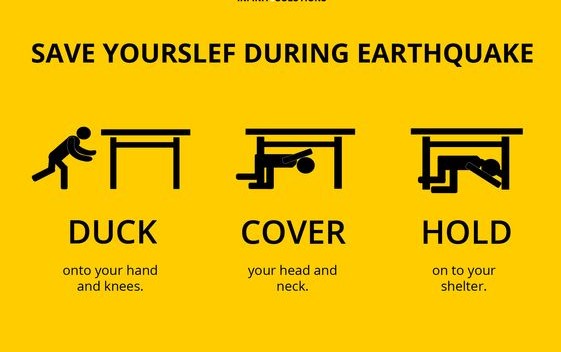 SAVE YOURSLEF DURING EARTHQUAKE
DUCK
onto your hand
and knees.
COVER
your head and
neck.
HOLD
on to your
shelter.